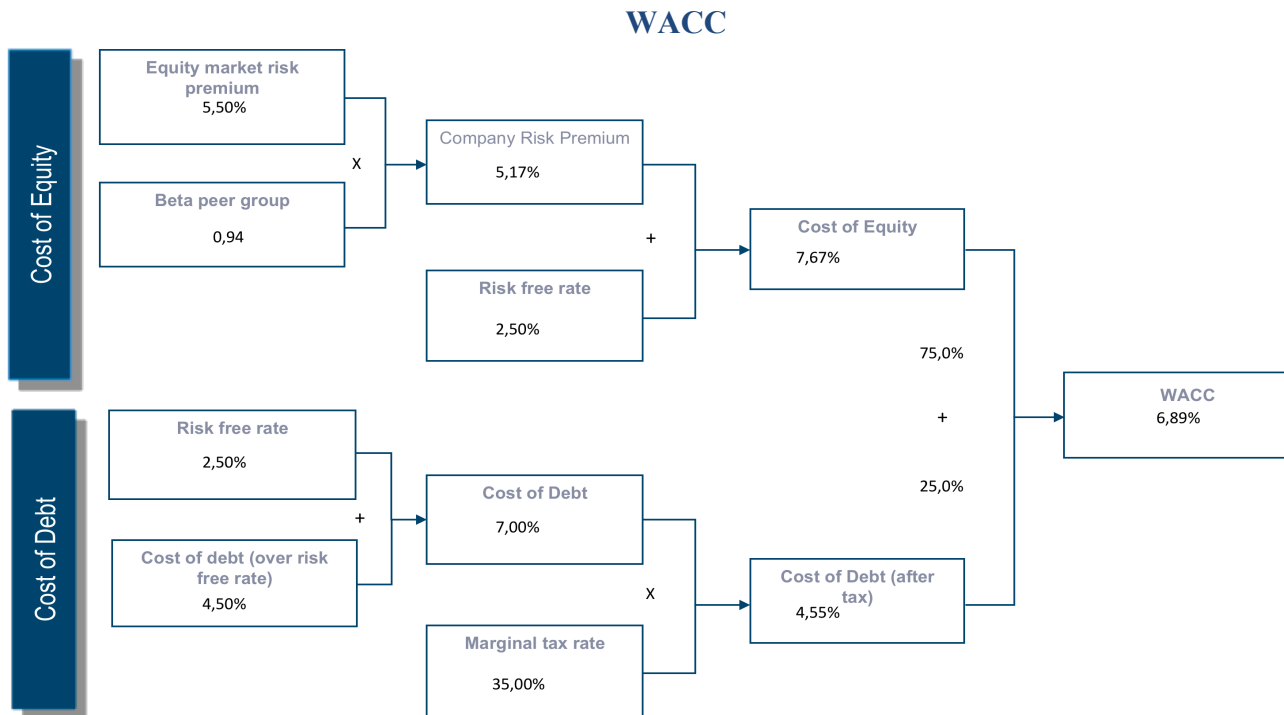 WACC
Cost of Equity
Equity market risk
premium
5,50%
X
Beta peer group
0,94
Company Risk Premium
5,17%
+
Risk free rate
2,50%
Cost of Equity
7,67%
75,0%
+
25,0%
WACC
6,89%
Cost of Debt
Risk free rate
2,50%
+
Cost of debt (over risk
free rate)
4,50%
Cost of Debt
7,00%
X
Marginal tax rate
35,00%
Cost of Debt (after
tax)
4,55%